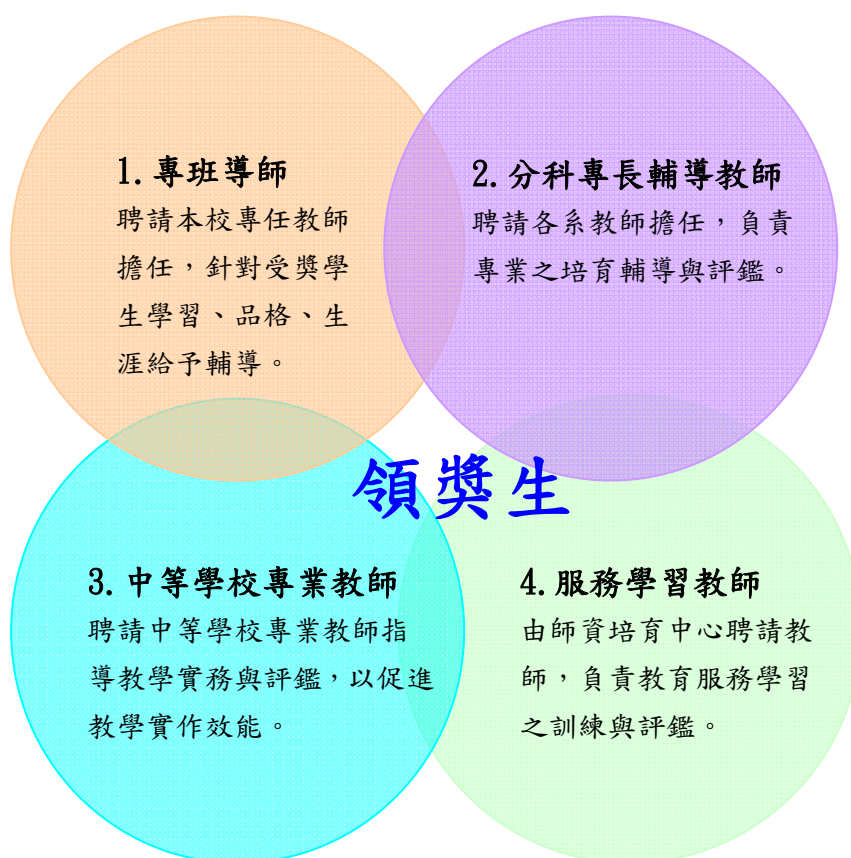 1.專班導師
聘請本校專任教師
擔任，針對受獎學
生學習、品格、生
涯給予輔導。
2.分科專長輔導教師
聘請各系教師擔任，負責
專業之培育輔導與評鑑。
領獎生
3.中等學校專業教師
聘請中等學校專業教師指
導教學實務與評鑑，以促進
教學實作效能。
4.服務學習教師
由師資培育中心聘請教
師，負責教育服務學習
之訓練與評鑑。